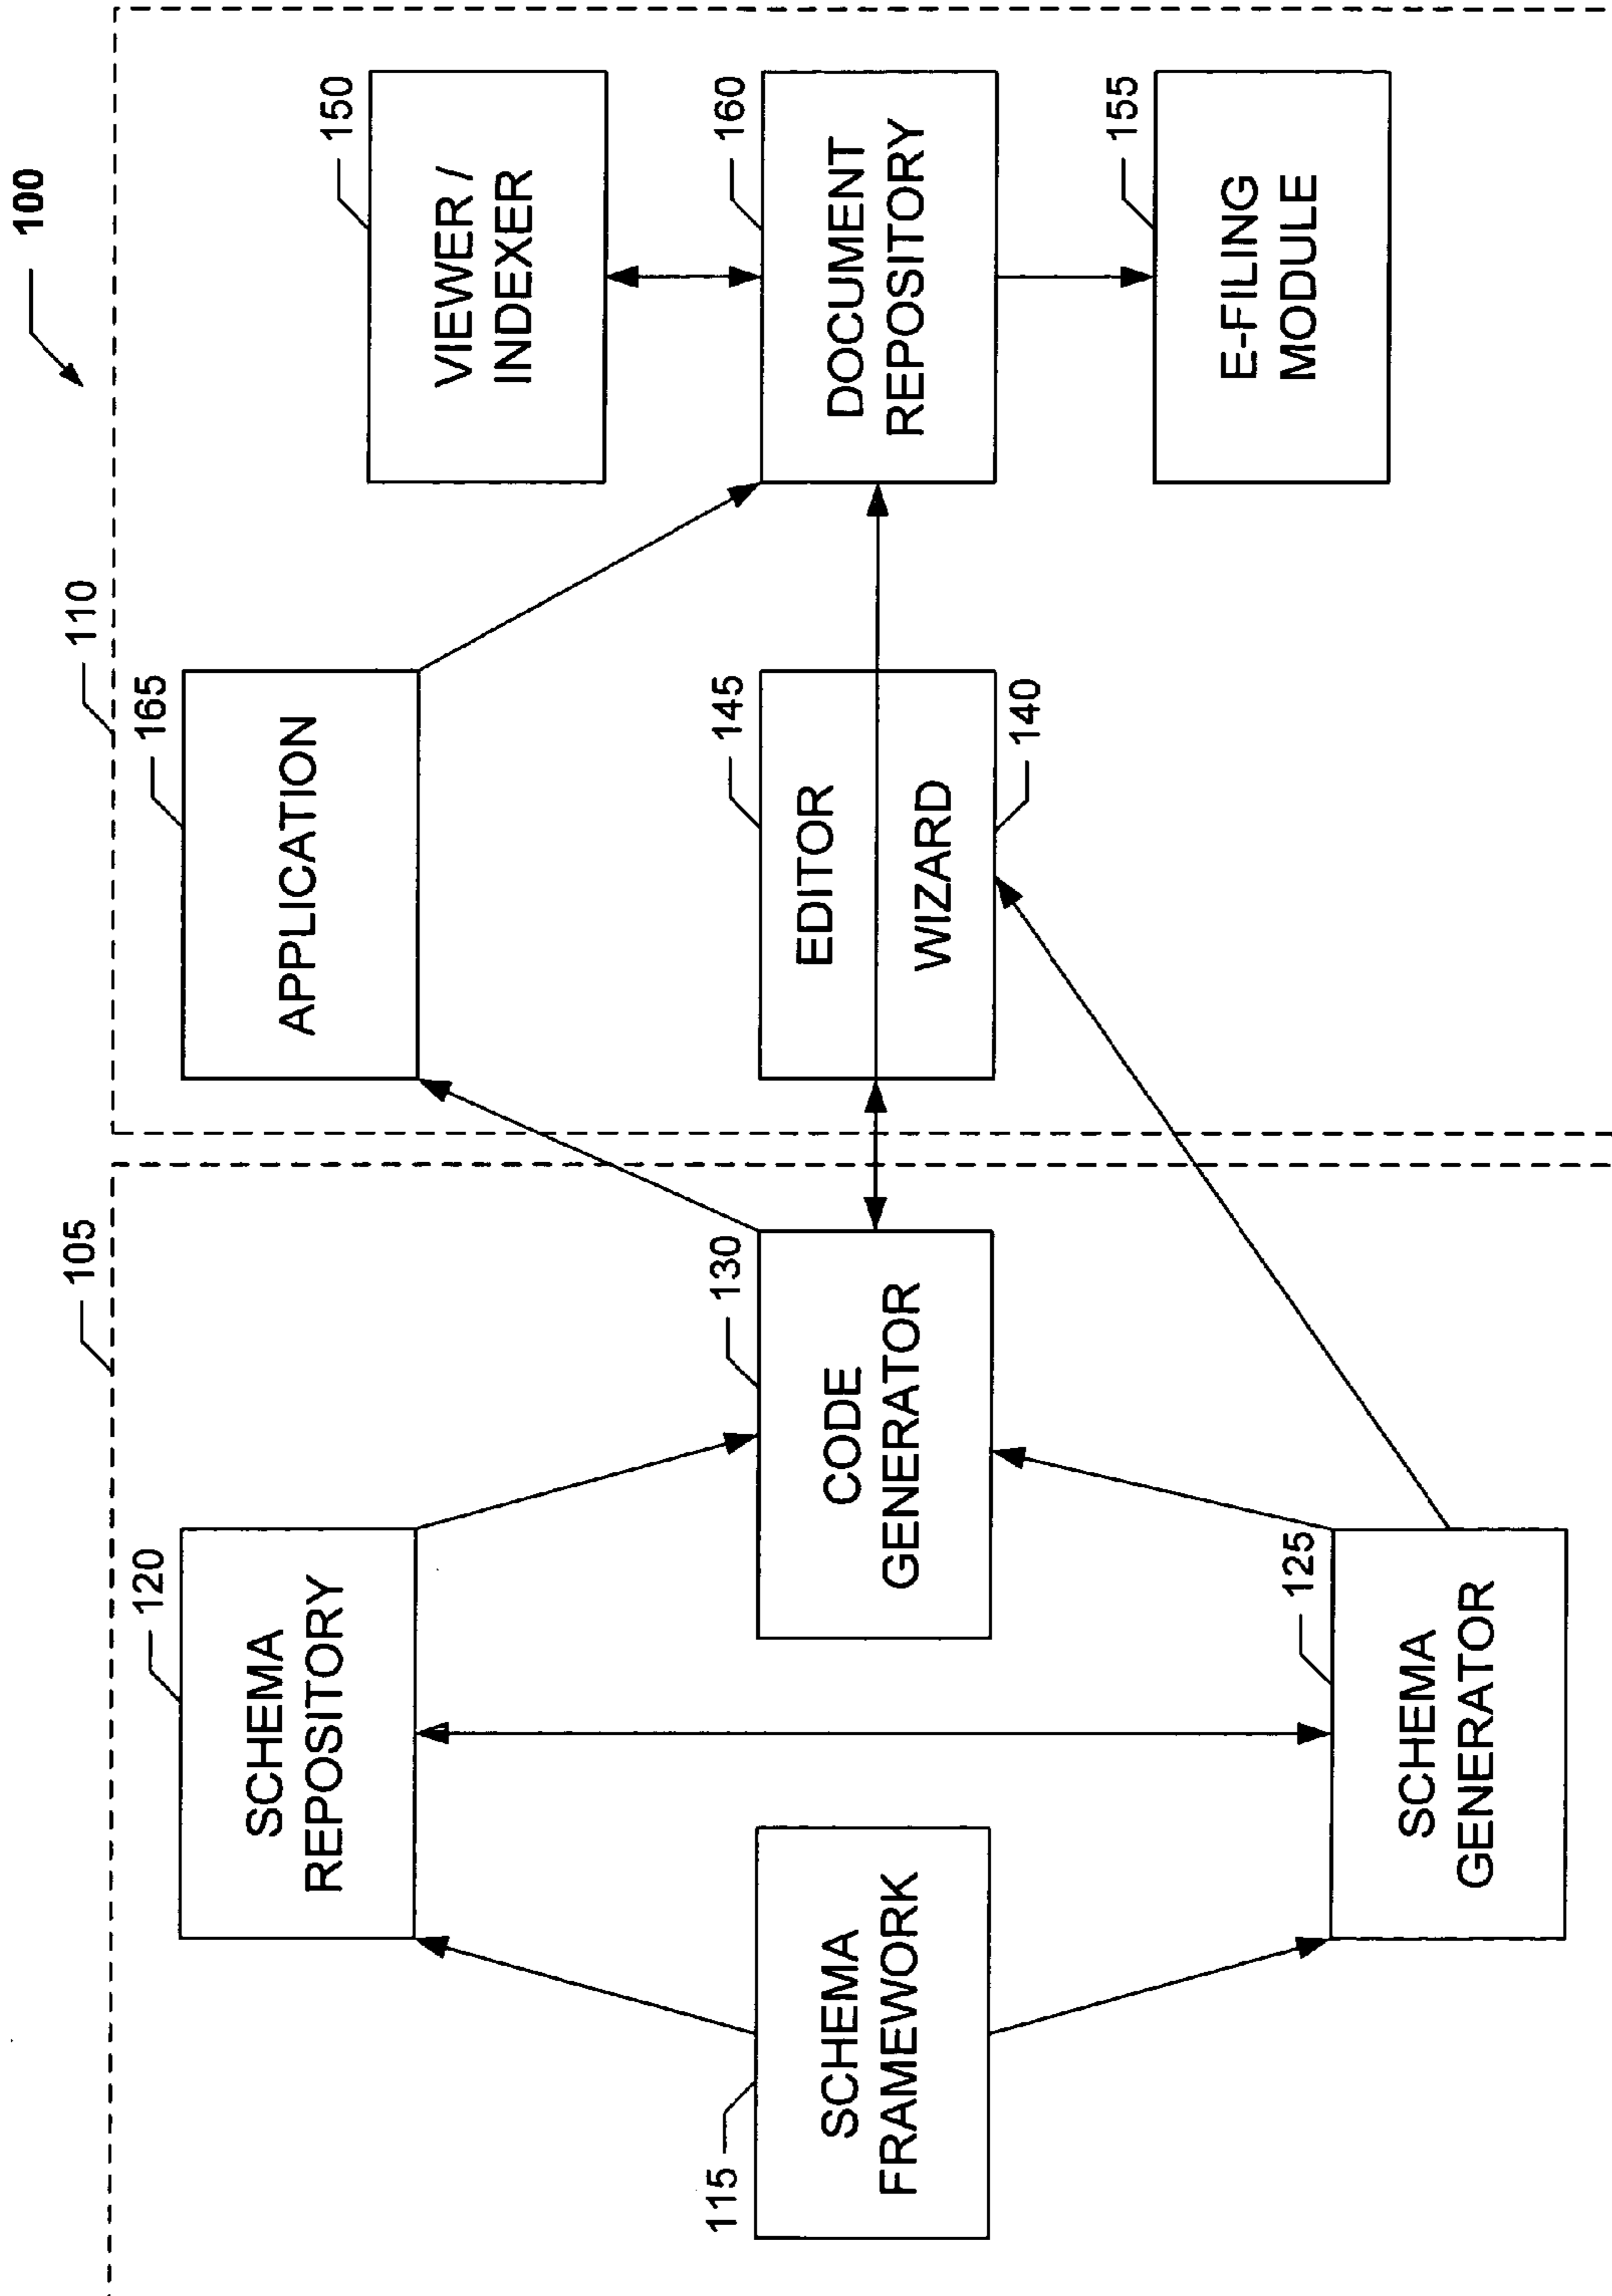 100
105
110
120
SCHEMA
REPOSITORY
165
APPLICATION
150
VIEWER /
INDEXER
115
SCHEMA
FRAMEWORK
130
CODE
GENERATOR
145
EDITOR
WIZARD
140
160
DOCUMENT
REPOSITORY
125
SCHEMA
GENERATOR
155
E-FILING
MODULE